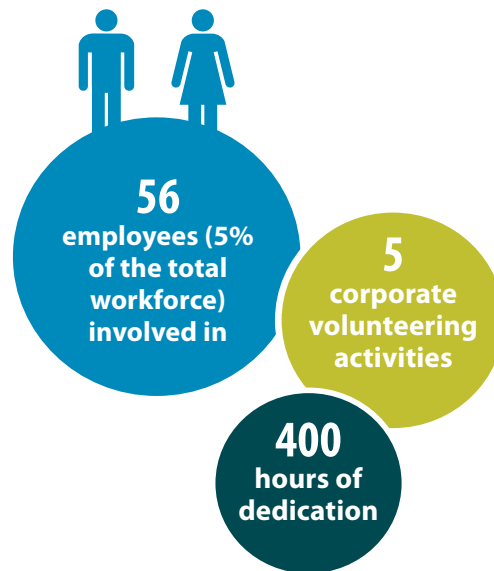 56
employees (5%
of the total
workforce)
involved in
5
corporate
volunteering
activities
400
hours of
dedication